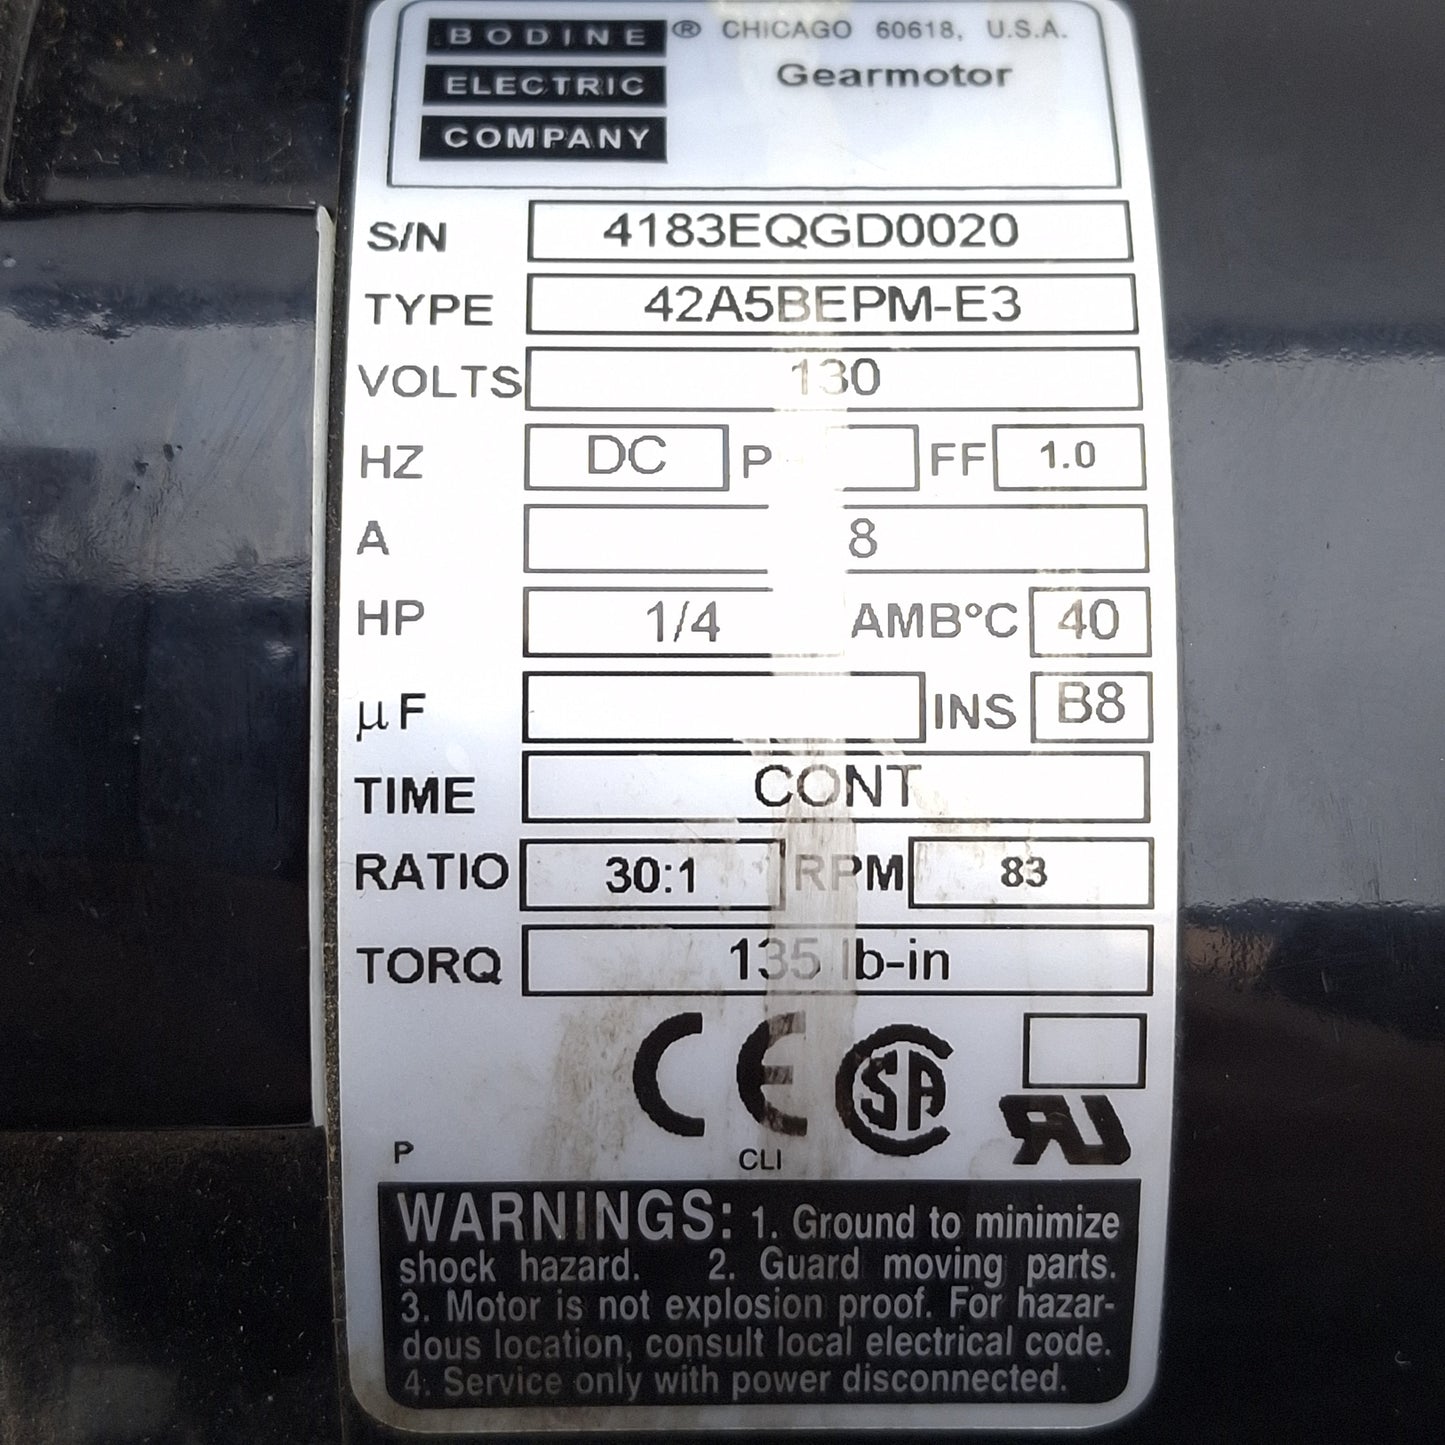 BODINE ® CHICAGO 60618, U.S.A.
ELECTRIC Gearmotor
COMPANY
S/N 4183EQGD0020
TYPE 42A5BEPM-E3
VOLTS 130
HZ DC P FF 1.0
A 8
HP 1/4 AMB°C 40
µF INS B8
TIME CONT
RATIO 30:1 RPM 83
TORQ 135 lb-in
CE SA UR
P CLI
WARNINGS: 1. Ground to minimize
shock hazard. 2. Guard moving parts.
3. Motor is not explosion proof. For hazar-
dous location, consult local electrical code.
4. Service only with power disconnected.